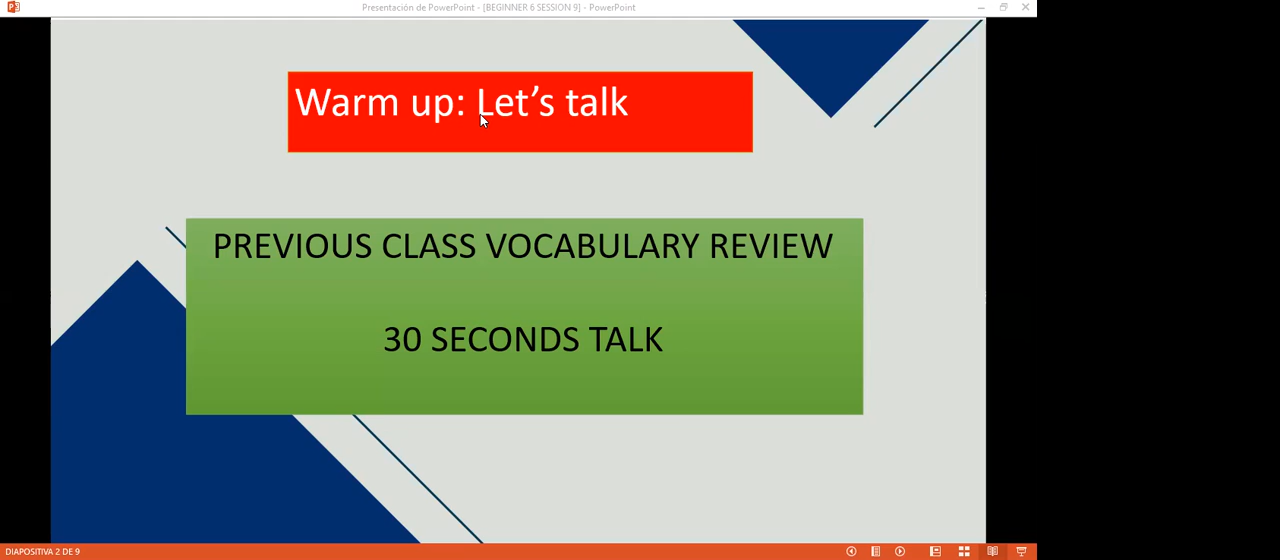 Presentación de PowerPoint - [BEGINNER 6 SESSION 9] - PowerPoint
Warm up: Let's talk
PREVIOUS CLASS VOCABULARY REVIEW
30 SECONDS TALK
DIAPOSITIVA 2 DE 9